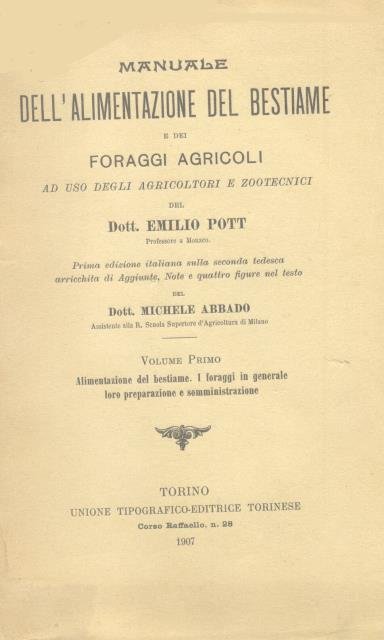 MANUALE
DELL'ALIMENTAZIONE DEL BESTIAME
E DEI
FORAGGI AGRICOLI
AD USO DEGLI AGRICOLTORI E ZOOTECNICI
DEL
Dott. EMILIO POTT
Professore a Monaco.
Prima edizione italiana sulla seconda tedesca
arricchita di Aggiunte, Note e quattro figure nel testo
DEL
Dott. MICHELE ABBADO
Assistente alla R. Scuola Superiore d'Agricoltura di Milano
VOLUME PRIMO
Alimentazione del bestiame. I foraggi in generale
loro preparazione e somministrazione
TORINO
UNIONE TIPOGRAFICO-EDITRICE TORINESE
Corso Raffaello, n. 28
1907